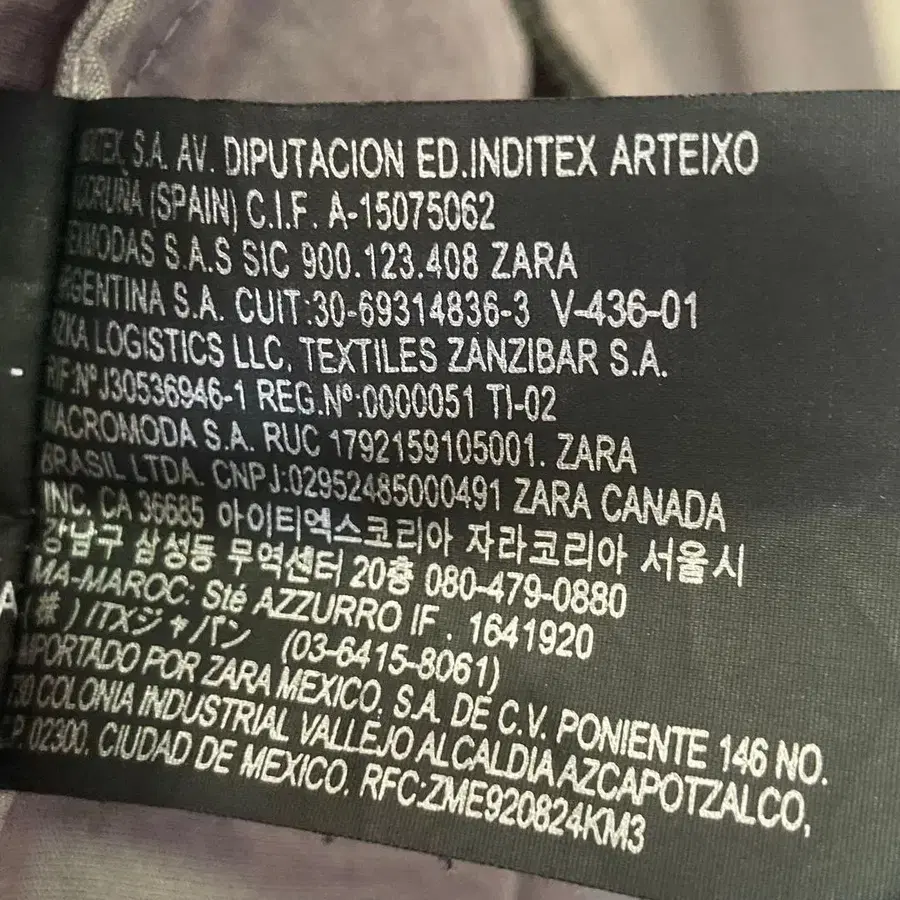 S.A. AV. DIPUTACION ED.INDITEX ARTEIXO
(SPAIN) C.I.F. A-15075062
S.A.S SIC 900.123.408 ZARA
S.A. CUIT:30-69314836-3 V-436-01
LOGISTICS LLC. TEXTILES ZANZIBAR S.A.
J30536946-1 REG.Nº:0000051 TI-02
MACROMODA S.A. RUC 1792159105001. ZARA
BRASIL LTDA. CNPJ:02952485000491 ZARA CANADA
INC. CA 36685 아이티엑스코리아 자라코리아 서울시
강남구 삼성동 무역센터 20층 080-479-0880
MA-MAROC: Sté AZZURRO IF . 1641920
(株) ITXジャパン (03-6415-8061)
POR ZARA MEXICO, S.A. DE C.V. PONIENTE 146 NO.
COLONIA INDUSTRIAL VALLEJO ALCALDIA AZCAPOTZALCO,
02300, CIUDAD DE MEXICO. RFC:ZME920824KM3
A